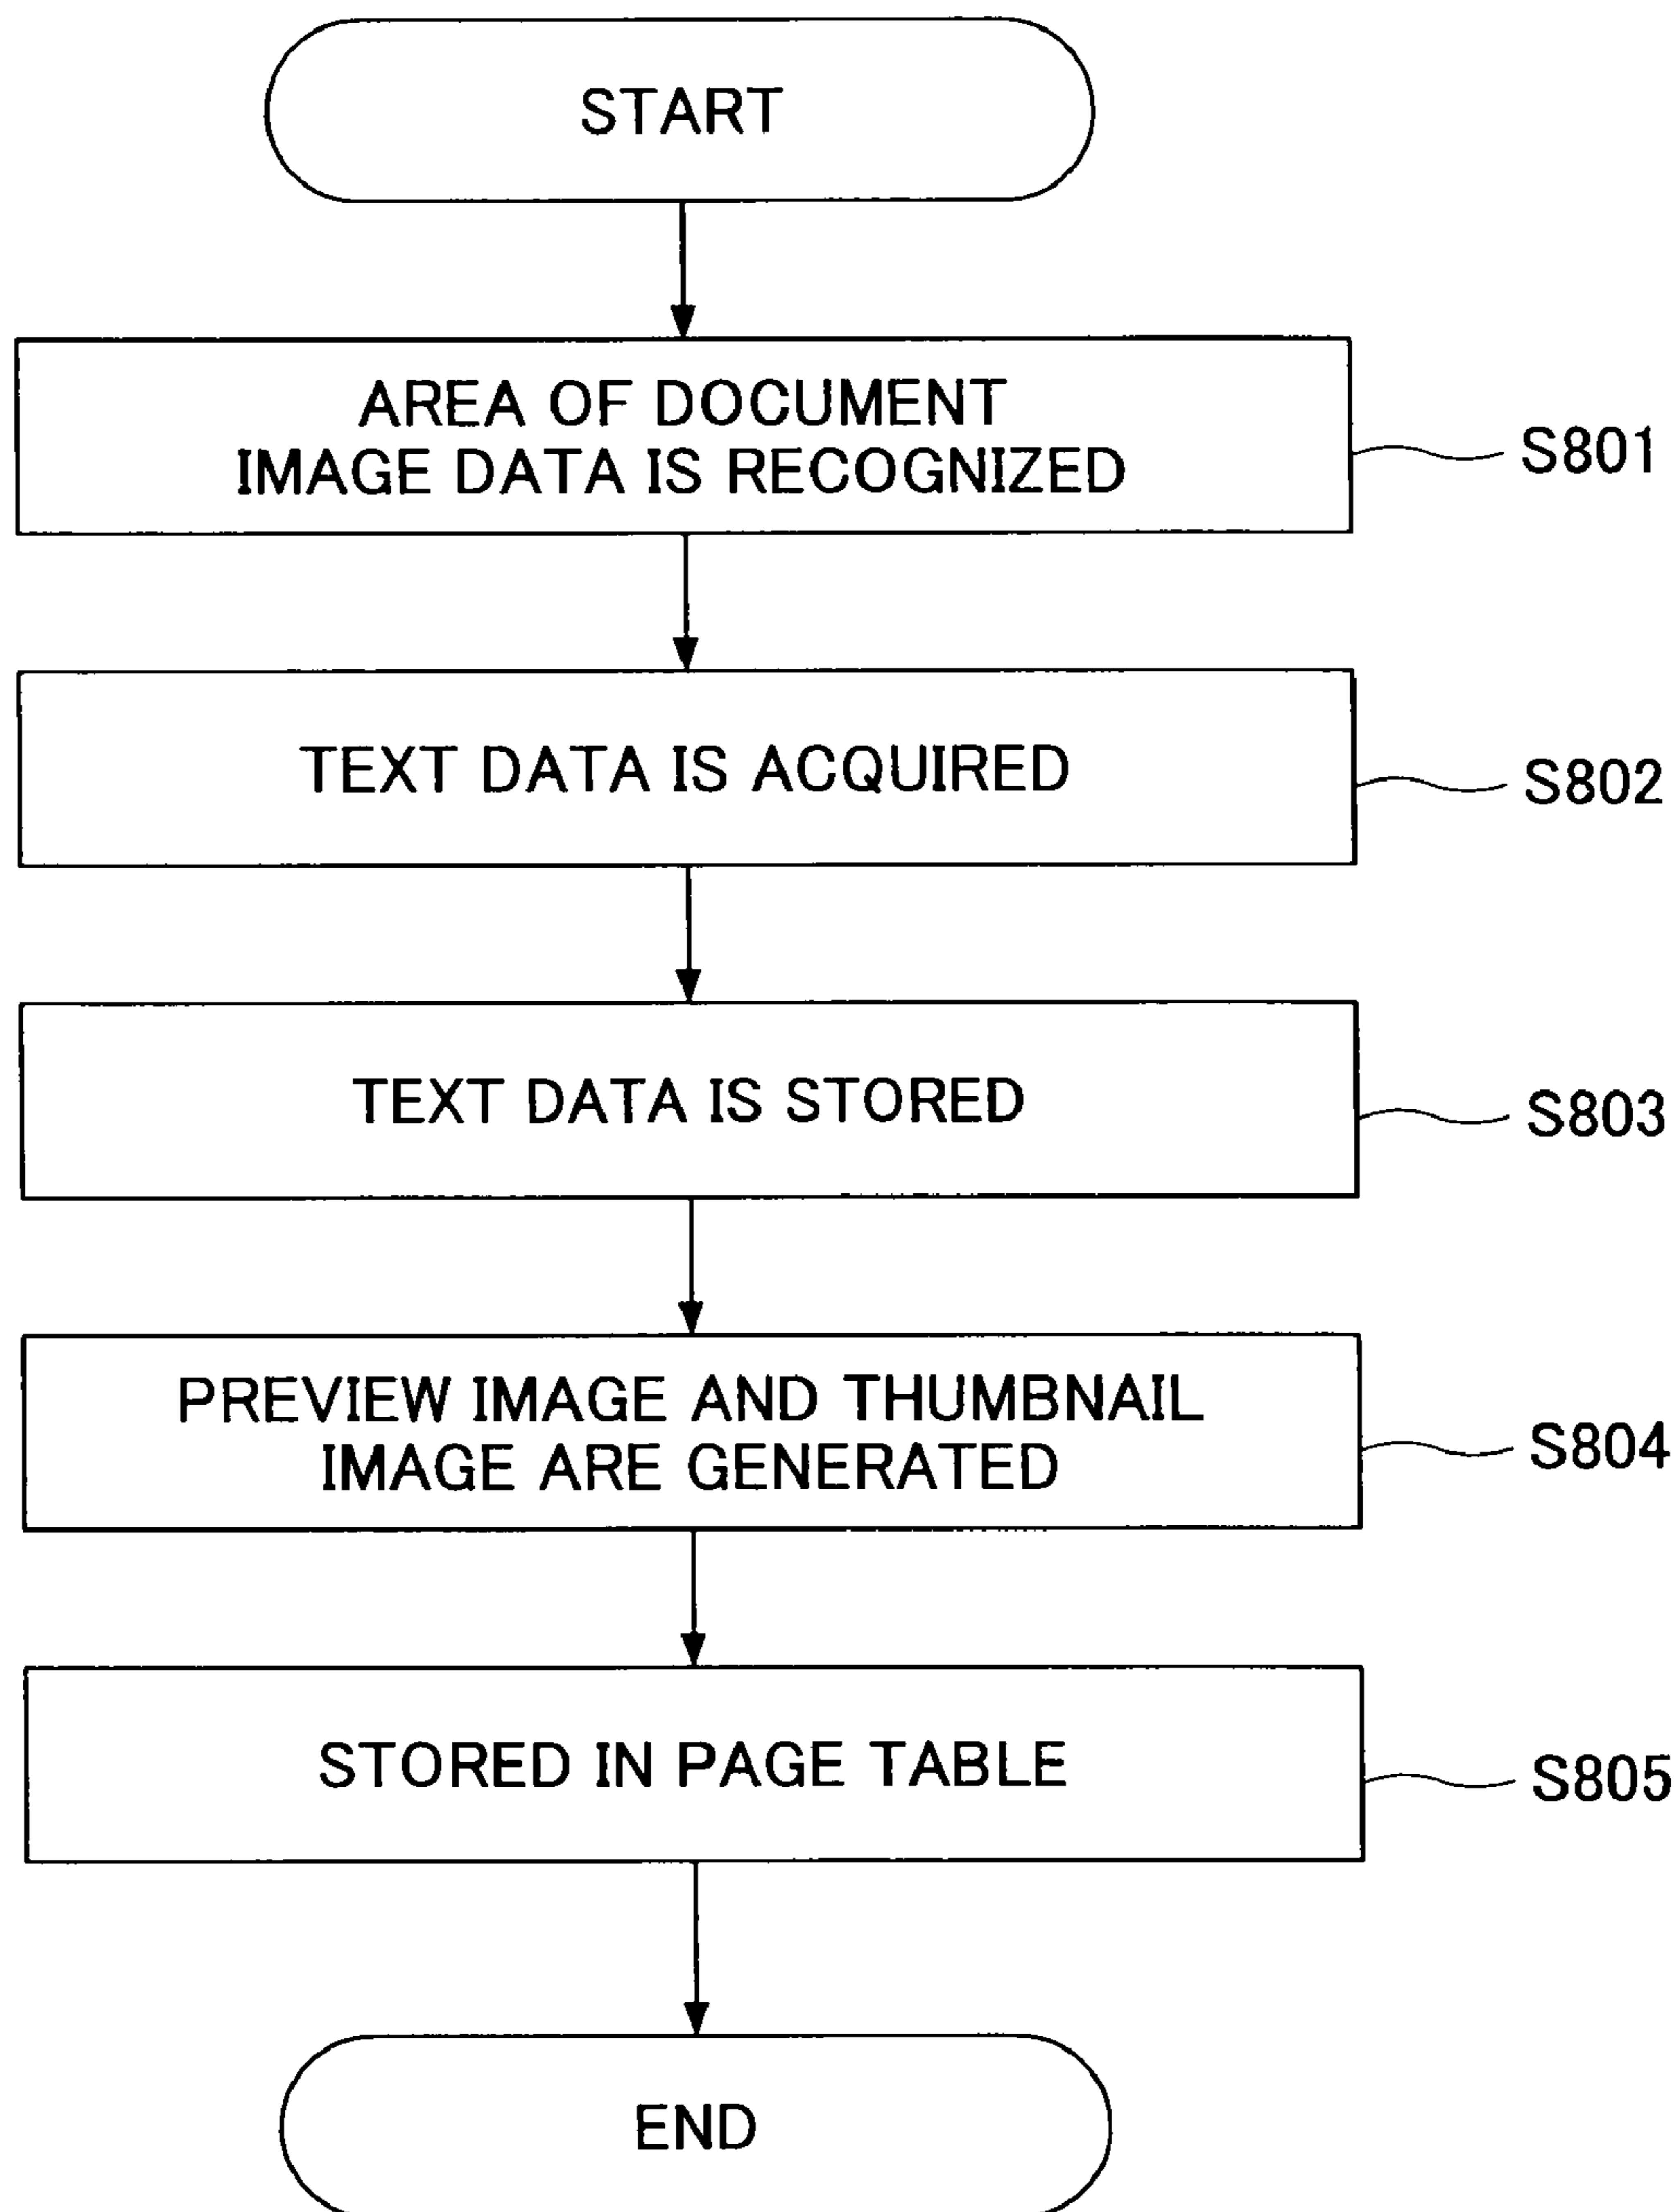 START
AREA OF DOCUMENT
IMAGE DATA IS RECOGNIZED
S801
TEXT DATA IS ACQUIRED
S802
TEXT DATA IS STORED
S803
PREVIEW IMAGE AND THUMBNAIL
IMAGE ARE GENERATED
S804
STORED IN PAGE TABLE
S805
END